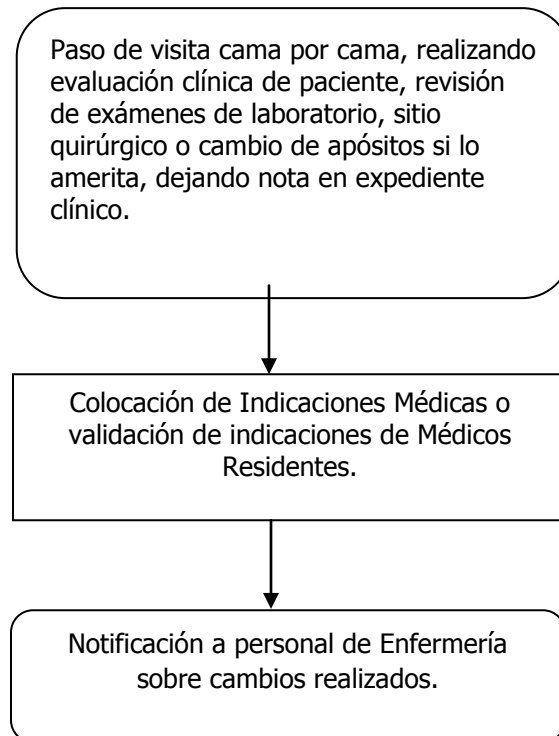 Paso de visita cama por cama, realizando
evaluación clínica de paciente, revisión
de exámenes de laboratorio, sitio
quirúrgico o cambio de apósitos si lo
amerita, dejando nota en expediente
clínico.
Colocación de Indicaciones Médicas o
validación de indicaciones de Médicos
Residentes.
Notificación a personal de Enfermería
sobre cambios realizados.